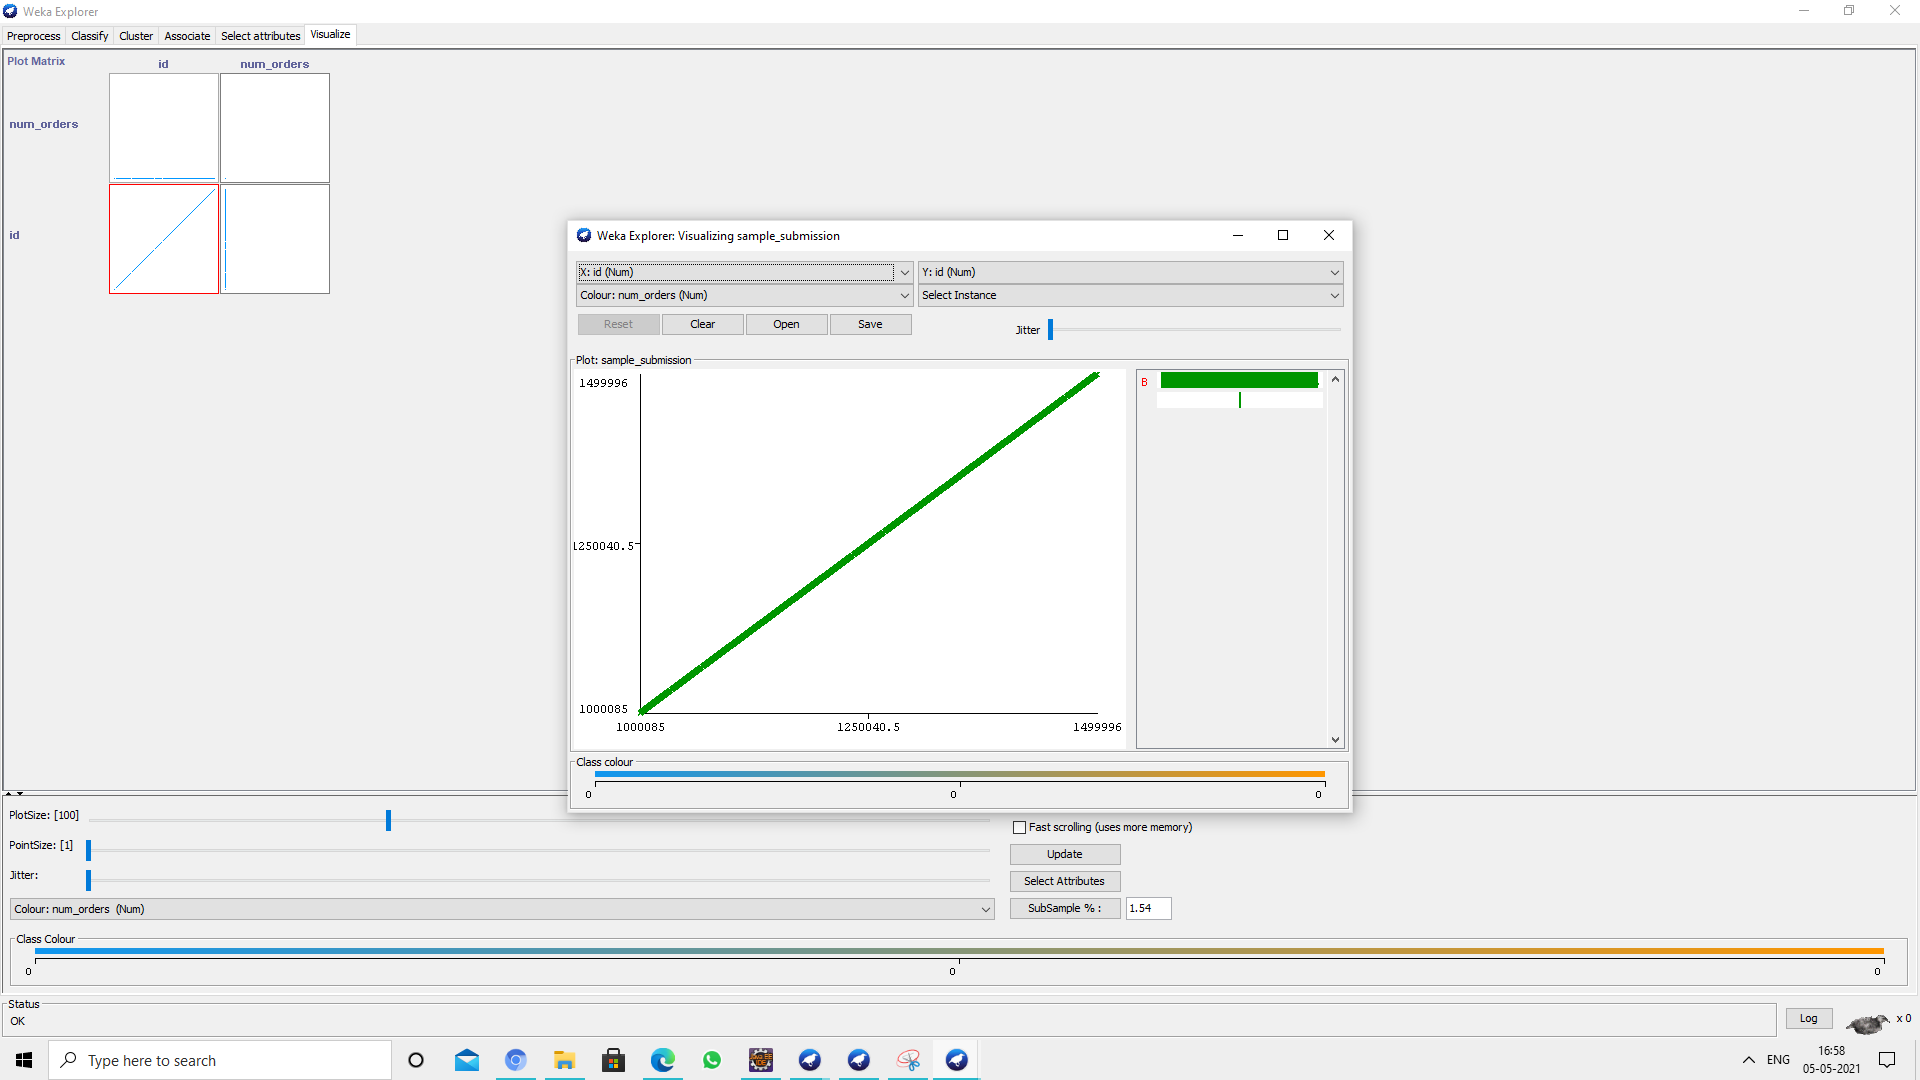 Weka Explorer
Preprocess Classify Cluster Associate Select attributes Visualize
Plot Matrix
id num_orders
num_orders
id
Weka Explorer: Visualizing sample_submission
X: id (Num) Y: id (Num)
Colour: num_orders (Num) Select Instance
Reset Clear Open Save Jitter
Plot: sample_submission
1499996
1250040.5
1000085
1000085 1250040.5 1499996
B
Class colour
0 0 0
PlotSize: [100]
PointSize: [1]
Jitter:
Fast scrolling (uses more memory)
Update
Select Attributes
Colour: num_orders (Num) SubSample % : 1.54
Class Colour
0 0 0
Status
OK
Log x 0
Type here to search
ENG
16:58
05-05-2021